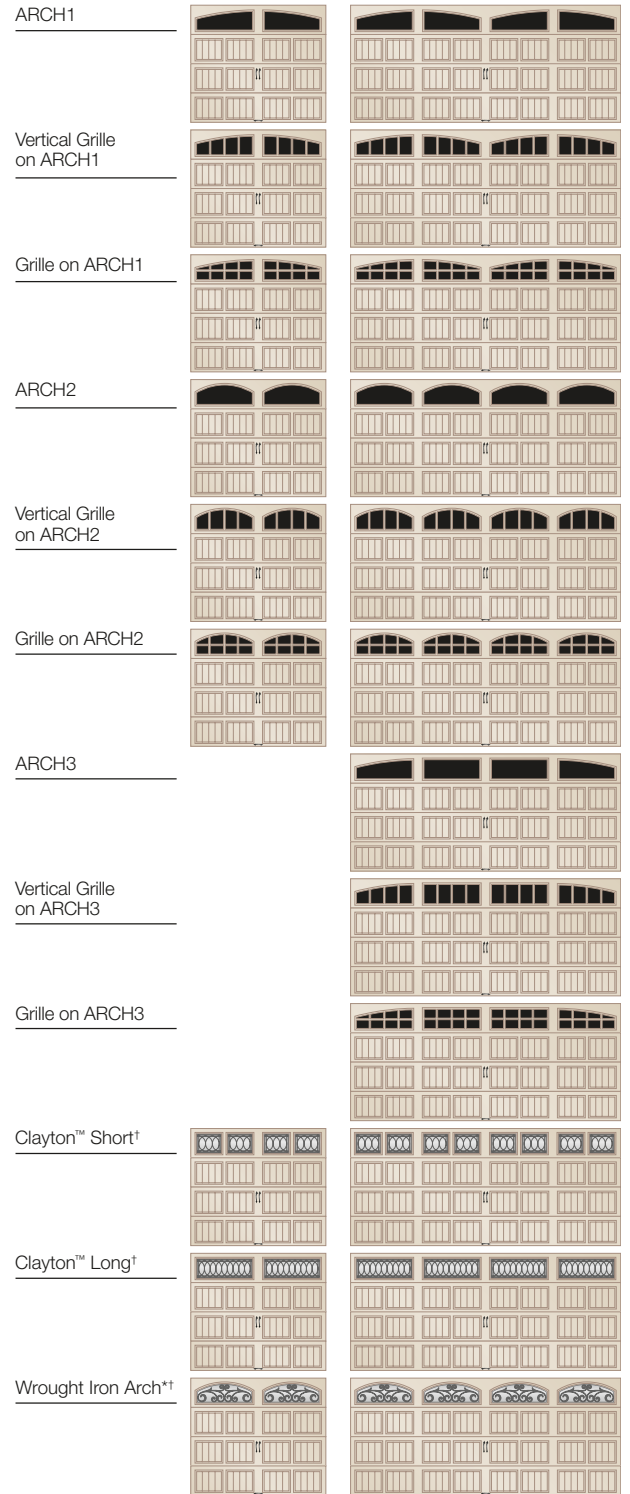 ARCH1
Vertical Grille
on ARCH1
Grille on ARCH1
ARCH2
Vertical Grille
on ARCH2
Grille on ARCH2
ARCH3
Vertical Grille
on ARCH3
Grille on ARCH3
Clayton™ Short†
Clayton™ Long†
Wrought Iron Arch*†